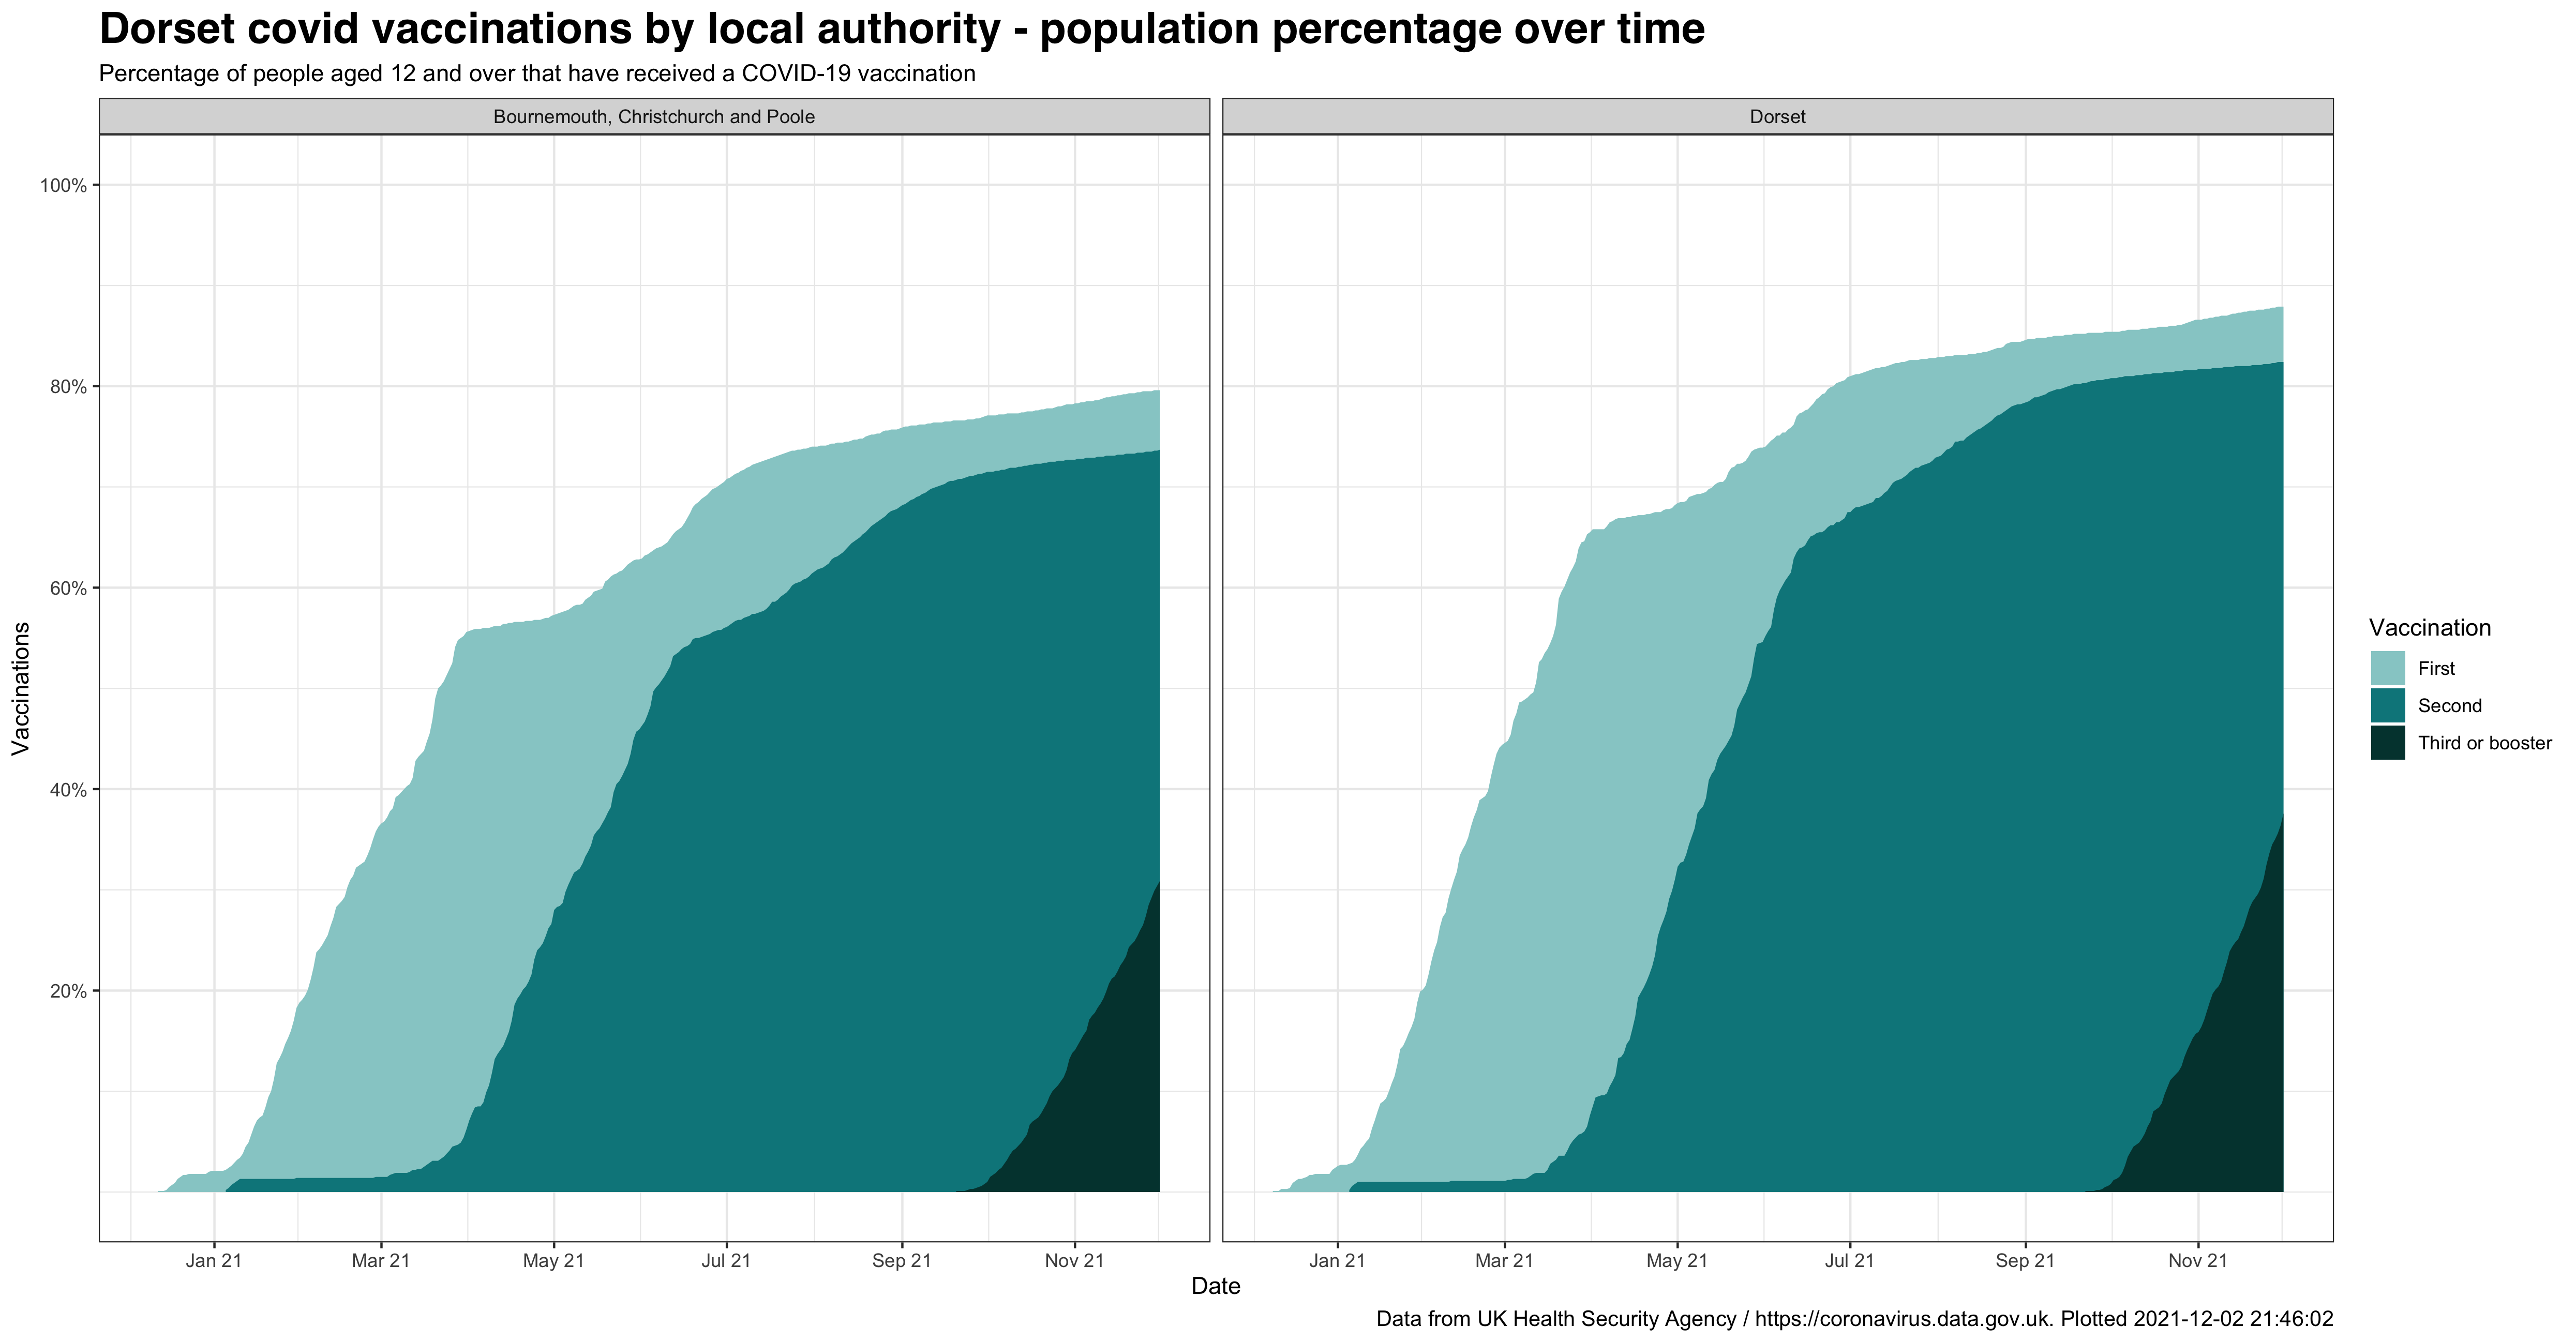 Dorset covid vaccinations by local authority - population percentage over time
Percentage of people aged 12 and over that have received a COVID-19 vaccination
Bournemouth, Christchurch and Poole
Dorset
100%
80%
60%
40%
20%
Vaccinations
Jan 21 Mar 21 May 21 Jul 21 Sep 21 Nov 21
Jan 21 Mar 21 May 21 Jul 21 Sep 21 Nov 21
Date
Vaccination
First
Second
Third or booster
Data from UK Health Security Agency / https://coronavirus.data.gov.uk. Plotted 2021-12-02 21:46:02